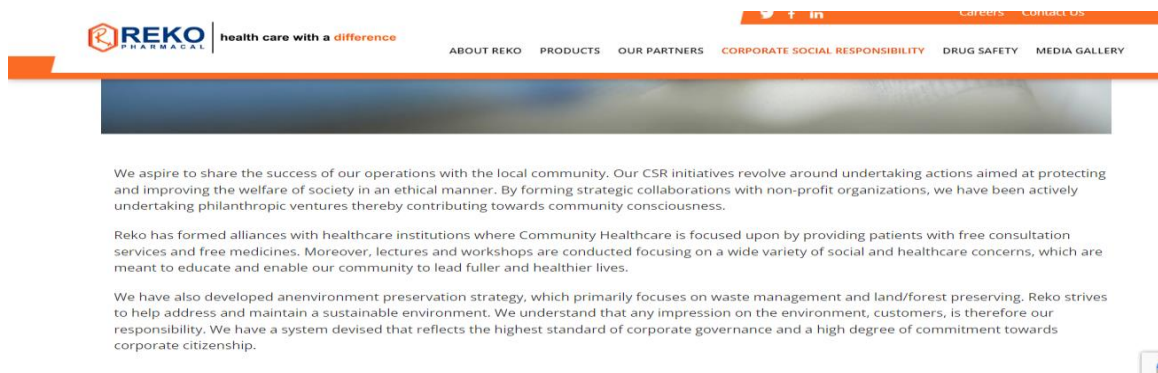 Careers Contact Us
REKO
PHARMACAL
health care with a difference
ABOUT REKO PRODUCTS OUR PARTNERS CORPORATE SOCIAL RESPONSIBILITY DRUG SAFETY MEDIA GALLERY
We aspire to share the success of our operations with the local community. Our CSR initiatives revolve around undertaking actions aimed at protecting
and improving the welfare of society in an ethical manner. By forming strategic collaborations with non-profit organizations, we have been actively
undertaking philanthropic ventures thereby contributing towards community consciousness.
Reko has formed alliances with healthcare institutions where Community Healthcare is focused upon by providing patients with free consultation
services and free medicines. Moreover, lectures and workshops are conducted focusing on a wide variety of social and healthcare concerns, which are
meant to educate and enable our community to lead fuller and healthier lives.
We have also developed anenvironment preservation strategy, which primarily focuses on waste management and land/forest preserving. Reko strives
to help address and maintain a sustainable environment. We understand that any impression on the environment, customers, is therefore our
responsibility. We have a system devised that reflects the highest standard of corporate governance and a high degree of commitment towards
corporate citizenship.